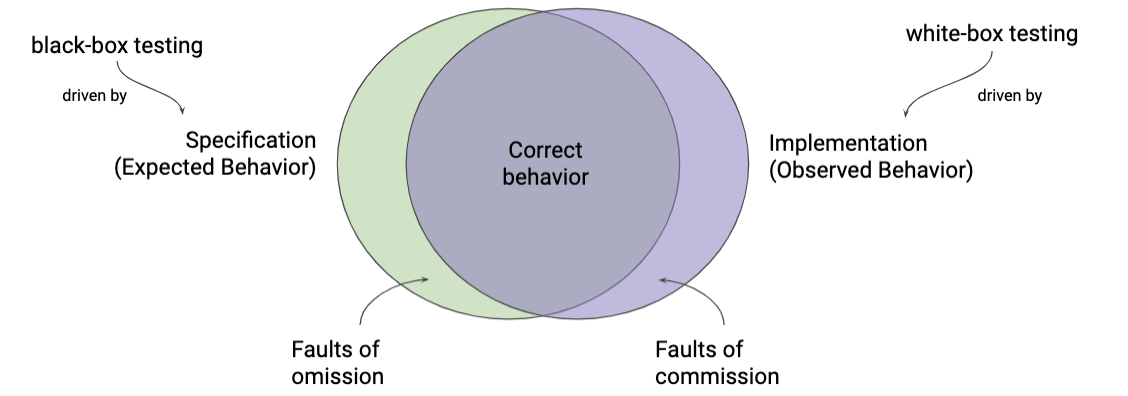 black-box testing
white-box testing
driven by
driven by
Specification
(Expected Behavior)
Correct
behavior
Implementation
(Observed Behavior)
Faults of
omission
Faults of
commission